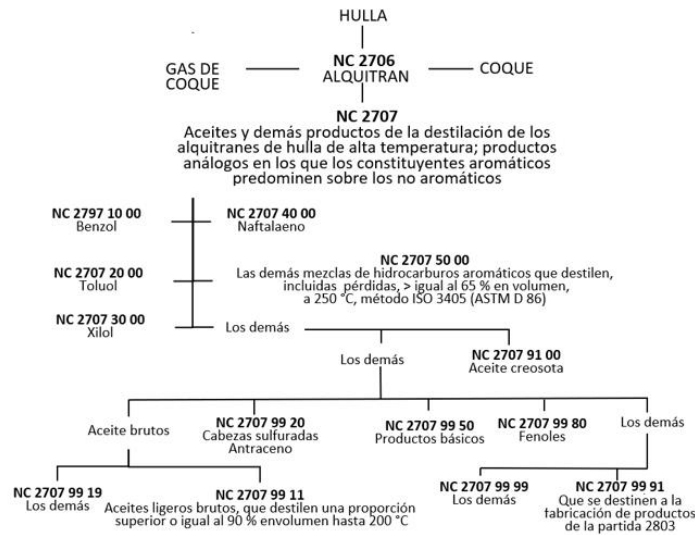 HULLA
GAS DE
COQUE
NC 2706
ALQUITRAN
COQUE
NC 2707
Aceites y demás productos de la destilación de los
alquitranes de hulla de alta temperatura; productos
análogos en los que los constituyentes aromáticos
predominen sobre los no aromáticos
NC 2797 10 00
Benzol
NC 2707 40 00
Naftalaeno
NC 2707 20 00
Toluol
NC 2707 50 00
Las demás mezclas de hidrocarburos aromáticos que destilen,
incluidas pérdidas, > igual al 65 % en volumen,
a 250 °C, método ISO 3405 (ASTM D 86)
NC 2707 30 00
Xilol
Los demás
Los demás
NC 2707 91 00
Aceite creosota
Aceite brutos
NC 2707 99 20
Cabezas sulfuradas
Antraceno
NC 2707 99 50
Productos básicos
NC 2707 99 80
Fenoles
Los demás
NC 2707 99 19
Los demás
NC 2707 99 11
Aceites ligeros brutos, que destilen una proporción
superior o igual al 90 % envolumen hasta 200 °C
NC 2707 99 99
Los demás
NC 2707 99 91
Que se destinen a la
fabricación de productos
de la partida 2803